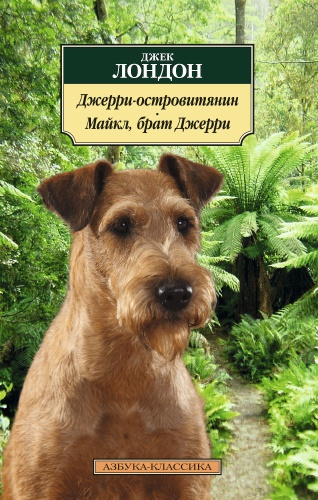 ДЖЕК
ЛОНДОН
Джерри-островитянин
•
Майкл, брат Джерри
АЗБУКА-КЛАССИКА